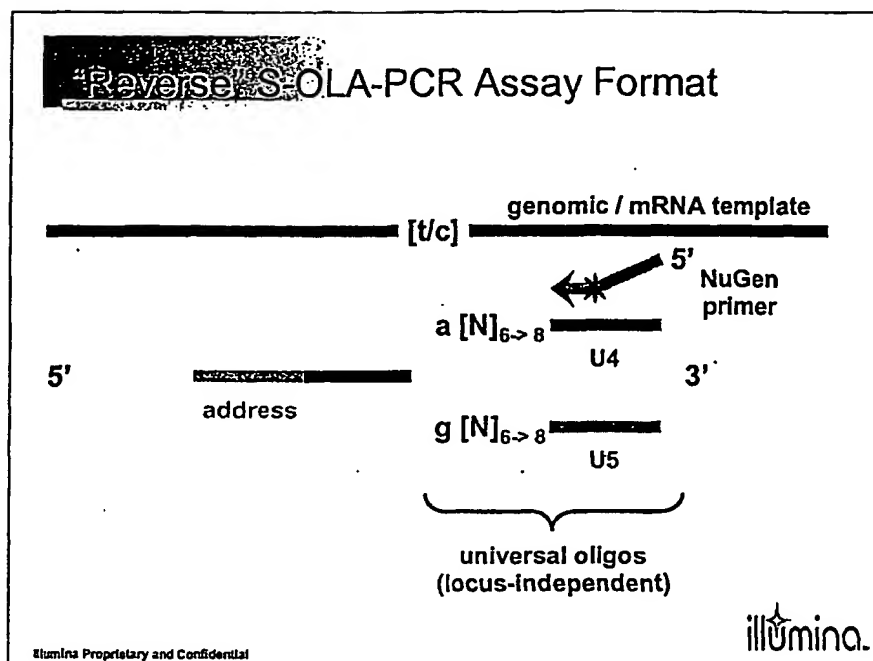 "Reverse" S-OLA-PCR Assay Format
genomic / mRNA template
[t/c]
5'
NuGen
primer
a [N]6->8
U4
5'
3'
address
g [N]6->8
U5
universal oligos
(locus-independent)
illumina.
Illumina Proprietary and Confidential